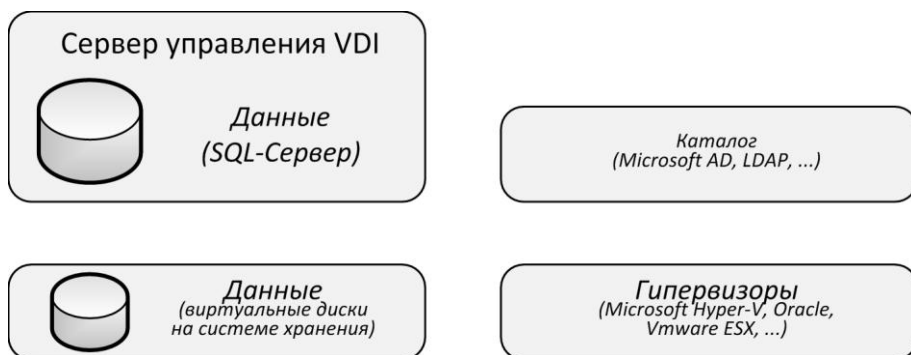 Сервер управления VDI
Данные
(SQL-Сервер)
Каталог
(Microsoft AD, LDAP, ...)
Данные
(виртуальные диски
на системе хранения)
Гипервизоры
(Microsoft Hyper-V, Oracle,
Vmware ESX, ...)